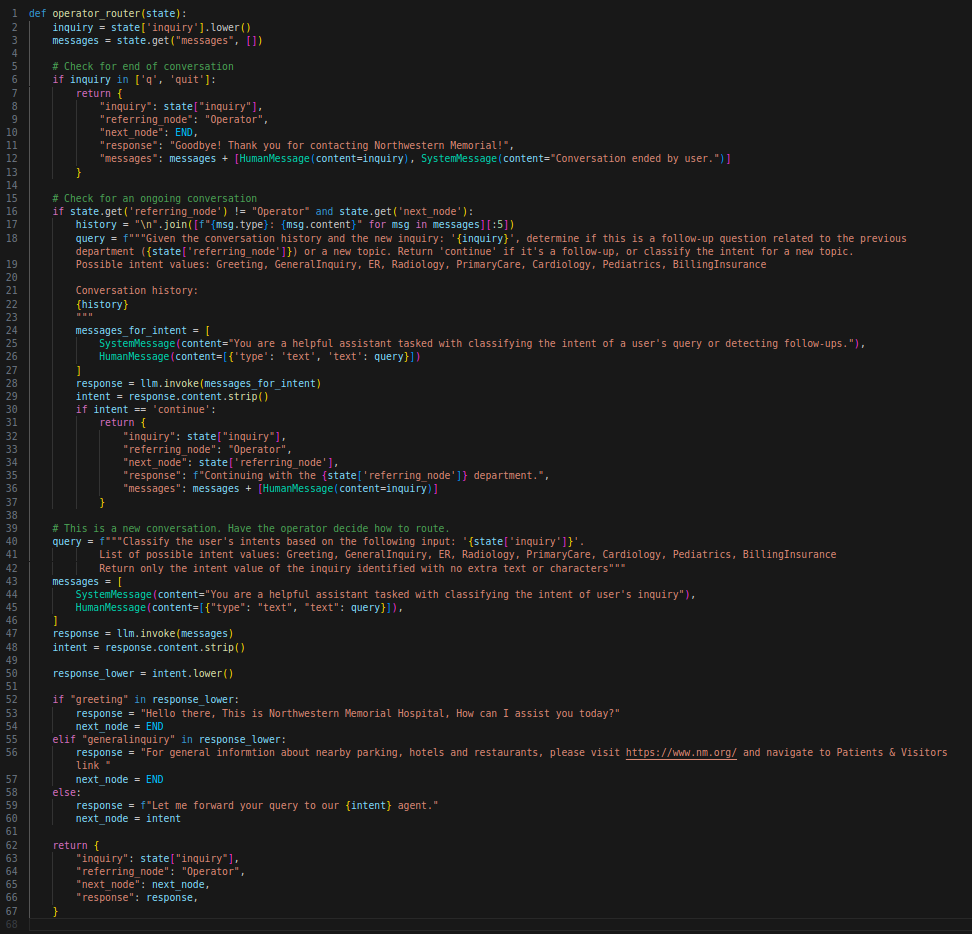 1 def operator_router(state):
2     inquiry = state['inquiry'].lower()
3     messages = state.get("messages", [])
4
5     # Check for end of conversation
6     if inquiry in ['q', 'quit']:
7         return {
8             "inquiry": state["inquiry"],
9             "referring_node": "Operator",
10             "next_node": END,
11             "response": "Goodbye! Thank you for contacting Northwestern Memorial!",
12             "messages": messages + [HumanMessage(content=inquiry), SystemMessage(content="Conversation ended by user.")]
13         }
14
15     # Check for an ongoing conversation
16     if state.get('referring_node') != "Operator" and state.get('next_node'):
17         history = "\n".join([f"{msg.type}: {msg.content}" for msg in messages][:5])
18         query = f"""Given the conversation history and the new inquiry: '{inquiry}', determine if this is a follow-up question related to the previous
        department ({state['referring_node']}) or a new topic. Return 'continue' if it's a follow-up, or classify the intent for a new topic.
19         Possible intent values: Greeting, GeneralInquiry, ER, Radiology, PrimaryCare, Cardiology, Pediatrics, BillingInsurance
20
21         Conversation history:
22         {history}
23         """
24         messages_for_intent = [
25             SystemMessage(content="You are a helpful assistant tasked with classifying the intent of a user's query or detecting follow-ups."),
26             HumanMessage(content=[{'type': 'text', 'text': query}])
27         ]
28         response = llm.invoke(messages_for_intent)
29         intent = response.content.strip()
30         if intent == 'continue':
31             return {
32                 "inquiry": state["inquiry"],
33                 "referring_node": "Operator",
34                 "next_node": state['referring_node'],
35                 "response": f"Continuing with the {state['referring_node']} department.",
36                 "messages": messages + [HumanMessage(content=inquiry)]
37             }
38
39     # This is a new conversation. Have the operator decide how to route.
40     query = f"""Classify the user's intents based on the following input: '{state['inquiry']}'.
41             List of possible intent values: Greeting, GeneralInquiry, ER, Radiology, PrimaryCare, Cardiology, Pediatrics, BillingInsurance
42             Return only the intent value of the inquiry identified with no extra text or characters"""
43     messages = [
44         SystemMessage(content="You are a helpful assistant tasked with classifying the intent of user's inquiry"),
45         HumanMessage(content=[{"type": "text", "text": query}]),
46     ]
47     response = llm.invoke(messages)
48     intent = response.content.strip()
49
50     response_lower = intent.lower()
51
52     if "greeting" in response_lower:
53         response = "Hello there, This is Northwestern Memorial Hospital, How can I assist you today?"
54         next_node = END
55     elif "generalinquiry" in response_lower:
56         response = "For general informtion about nearby parking, hotels and restaurants, please visit https://www.nm.org/ and navigate to Patients & Visitors
        link "
57         next_node = END
58     else:
59         response = f"Let me forward your query to our {intent} agent."
60         next_node = intent
61
62     return {
63         "inquiry": state["inquiry"],
64         "referring_node": "Operator",
65         "next_node": next_node,
66         "response": response,
67     }
68